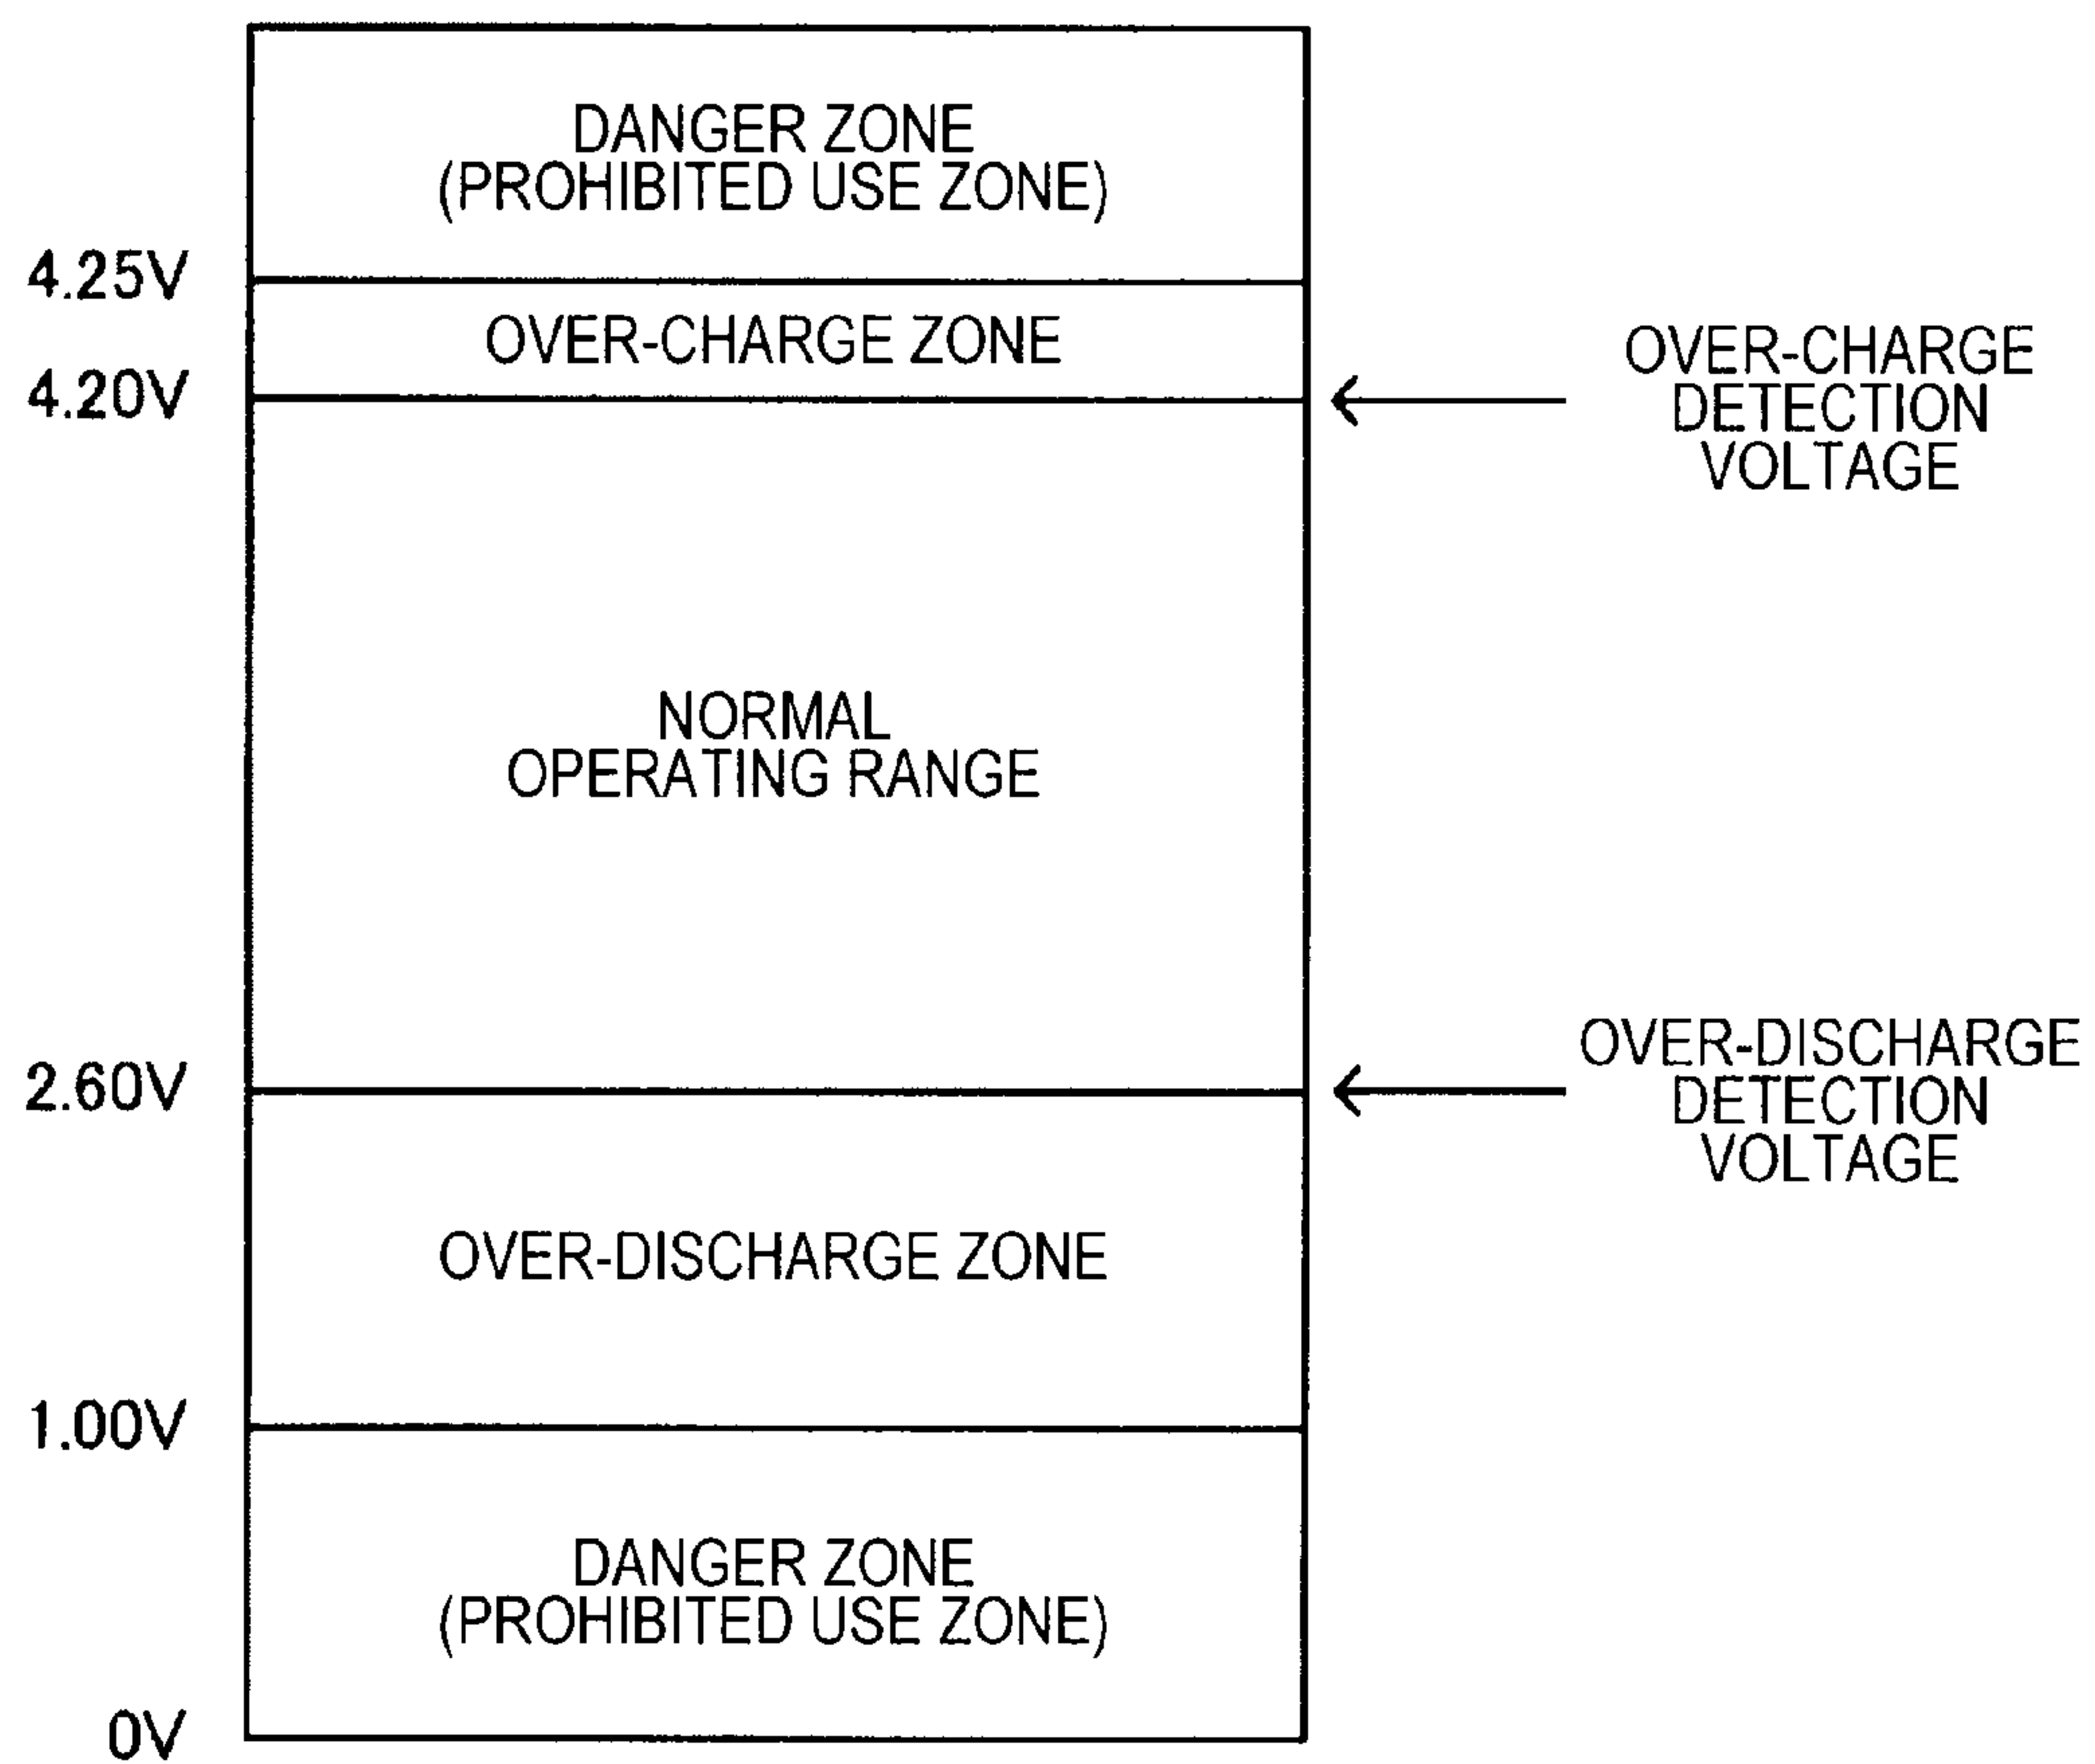 DANGER ZONE
(PROHIBITED USE ZONE)
4.25V
OVER-CHARGE ZONE
4.20V
OVER-CHARGE
DETECTION
VOLTAGE
NORMAL
OPERATING RANGE
2.60V
OVER-DISCHARGE
DETECTION
VOLTAGE
OVER-DISCHARGE ZONE
1.00V
DANGER ZONE
(PROHIBITED USE ZONE)
0V